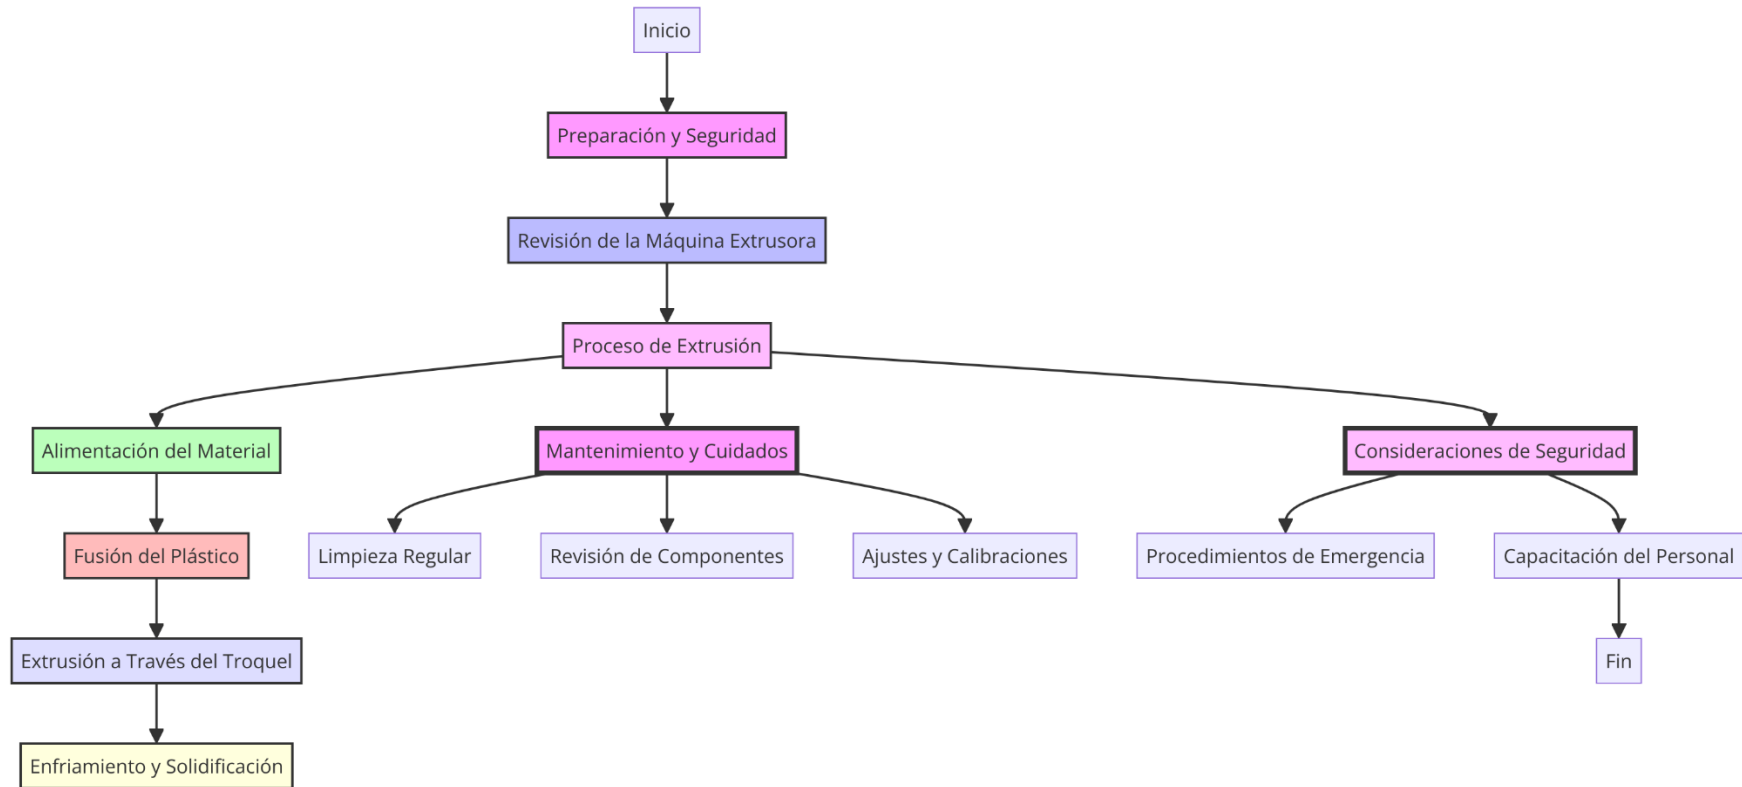 Inicio
Preparación y Seguridad
Revisión de la Máquina Extrusora
Proceso de Extrusión
Alimentación del Material
Mantenimiento y Cuidados
Consideraciones de Seguridad
Fusión del Plástico
Limpieza Regular
Revisión de Componentes
Ajustes y Calibraciones
Procedimientos de Emergencia
Capacitación del Personal
Extrusión a Través del Troquel
Fin
Enfriamiento y Solidificación